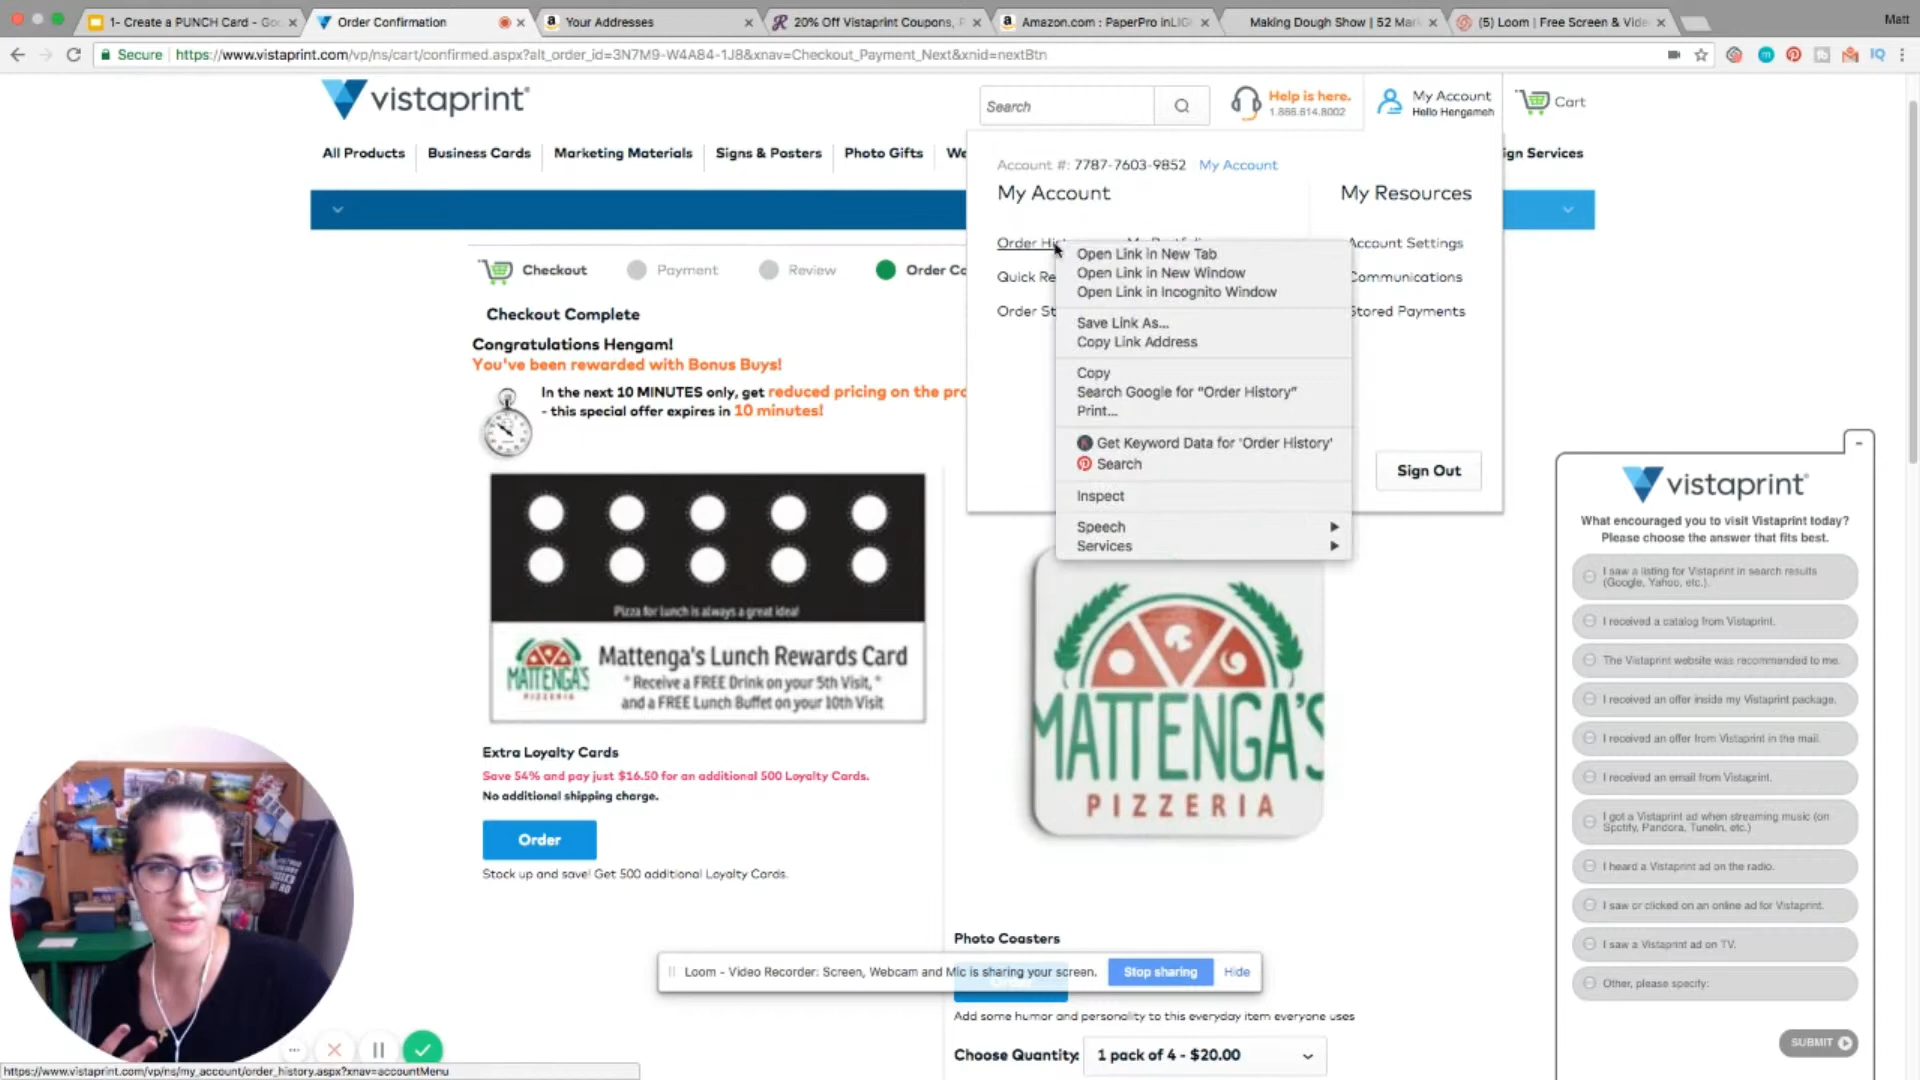 1- Create a PUNCH Card - Go
Order Confirmation
Your Addresses
20% Off Vistaprint Coupons, P
Amazon.com : PaperPro inLIG
Making Dough Show | 52 Mar
(5) Loom | Free Screen & Vide
Matt
Secure
https://www.vistaprint.com/vp/ns/cart/confirmed.aspx?alt_order_id=3N7M9-W4A84-1J8&xnav=Checkout_Payment_Next&xnid=nextBtn
vistaprint
Search
Help is here.
1.866.614.8002
My Account
Hello Hengameh
Cart
All Products
Business Cards
Marketing Materials
Signs & Posters
Photo Gifts
We
ign Services
Account #: 7787-7603-9852 My Account
My Account
My Resources
Order His
Quick Re
Order St
Account Settings
Communications
Stored Payments
Sign Out
Open Link in New Tab
Open Link in New Window
Open Link in Incognito Window
Save Link As...
Copy Link Address
Copy
Search Google for "Order History"
Print...
Get Keyword Data for 'Order History'
Search
Inspect
Speech
Services
Checkout
Payment
Review
Order Co
Checkout Complete
Congratulations Hengam!
You've been rewarded with Bonus Buys!
In the next 10 MINUTES only, get reduced pricing on the pro
- this special offer expires in 10 minutes!
Pizza for lunch is always a great idea!
MATTENGA'S
PIZZERIA
Mattenga's Lunch Rewards Card
* Receive a FREE Drink on your 5th Visit, *
and a FREE Lunch Buffet on your 10th Visit
MATTENGA'S
PIZZERIA
Extra Loyalty Cards
Save 54% and pay just $16.50 for an additional 500 Loyalty Cards.
No additional shipping charge.
Order
Stock up and save! Get 500 additional Loyalty Cards.
Photo Coasters
Loom - Video Recorder: Screen, Webcam and Mic is sharing your screen.
Stop sharing
Hide
Add some humor and personality to this everyday item everyone uses
Choose Quantity:
1 pack of 4 - $20.00
vistaprint
What encouraged you to visit Vistaprint today?
Please choose the answer that fits best.
I saw a listing for Vistaprint in search results
(Google, Yahoo, etc.).
I received a catalog from Vistaprint.
The Vistaprint website was recommended to me.
I received an offer inside my Vistaprint package.
I received an offer from Vistaprint in the mail.
I received an email from Vistaprint.
I got a Vistaprint ad when streaming music (on
Spotify, Pandora, TuneIn, etc.)
I heard a Vistaprint ad on the radio.
I saw or clicked on an online ad for Vistaprint.
I saw a Vistaprint ad on TV.
Other, please specify:
SUBMIT
https://www.vistaprint.com/vp/ns/my_account/order_history.aspx?xnav=accountMenu